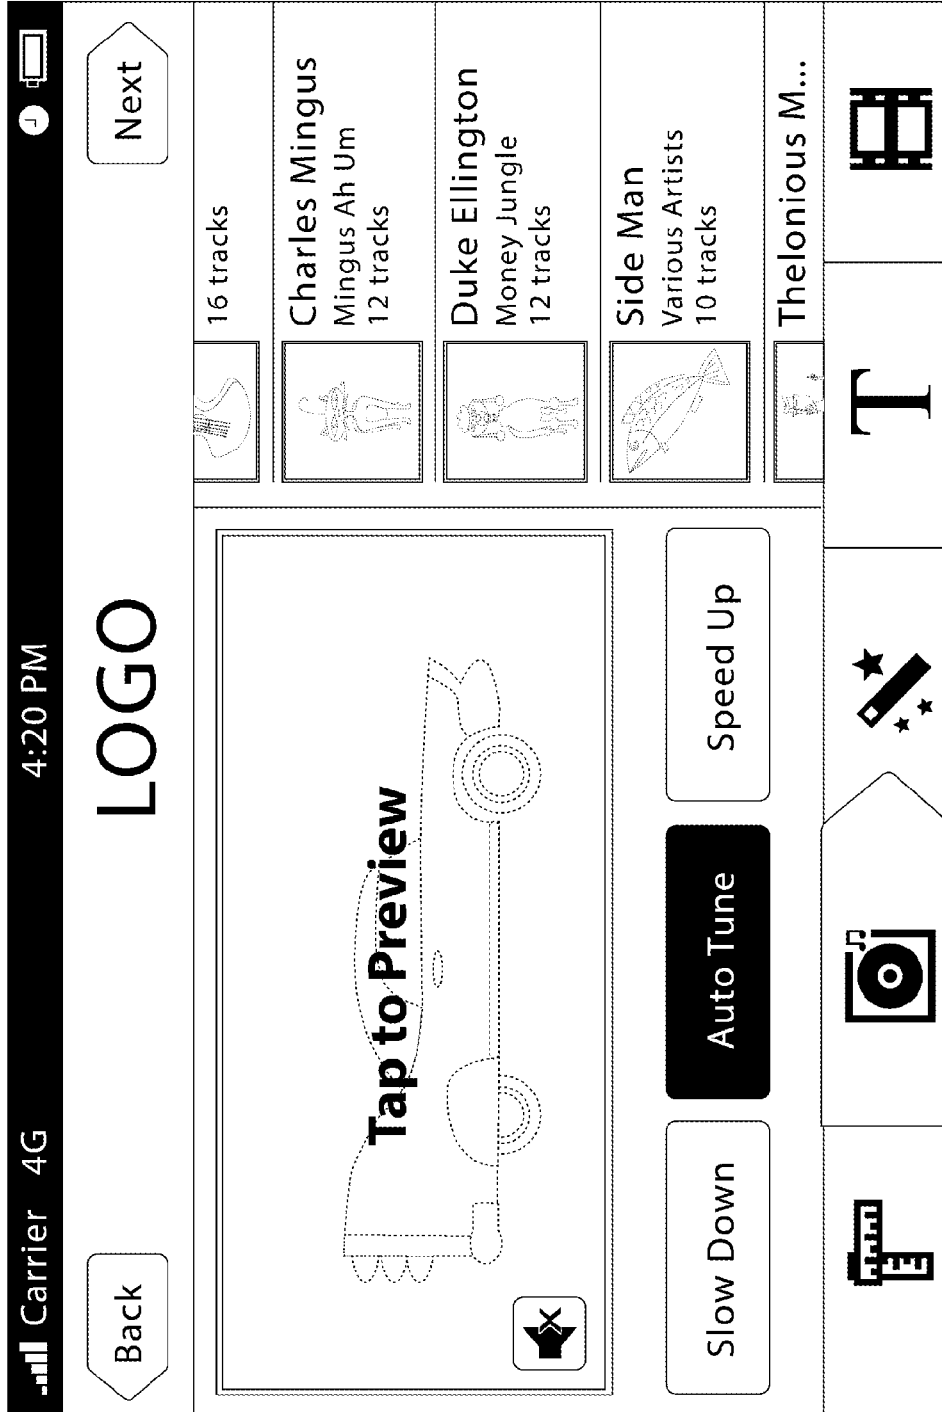 Carrier 4G
4:20 PM
Back
LOGO
Next
Tap to Preview
Slow Down
Auto Tune
Speed Up
16 tracks
Charles Mingus
Mingus Ah Um
12 tracks
Duke Ellington
Money Jungle
12 tracks
Side Man
Various Artists
10 tracks
Thelonious M...
T